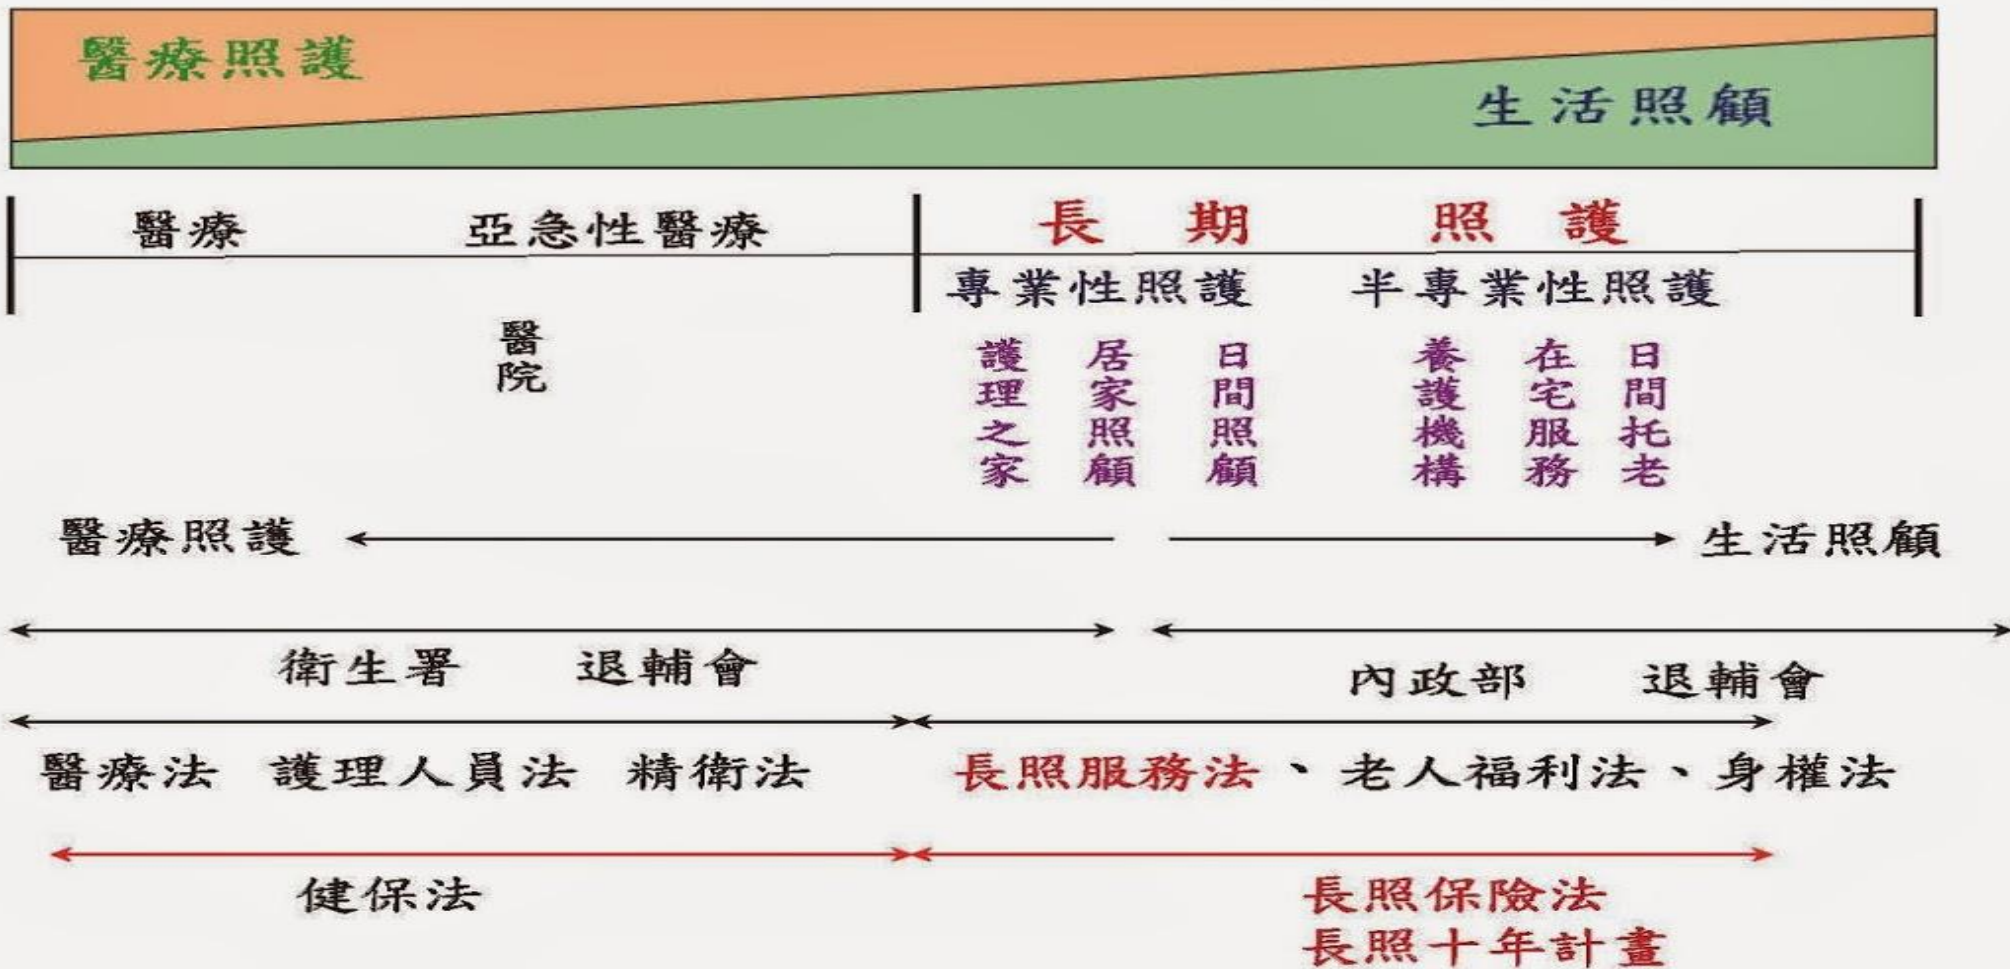 醫療照護
生活照顧
醫療 亞急性醫療 長期照護
專業性照護 半專業性照護
醫院
護理之家
居家照顧
日間照顧
養護機構
在宅服務
日間托老
醫療照護 生活照顧
衛生署 退輔會
內政部 退輔會
醫療法 護理人員法 精衛法 長照服務法、老人福利法、身權法
健保法 長照保險法
長照十年計畫